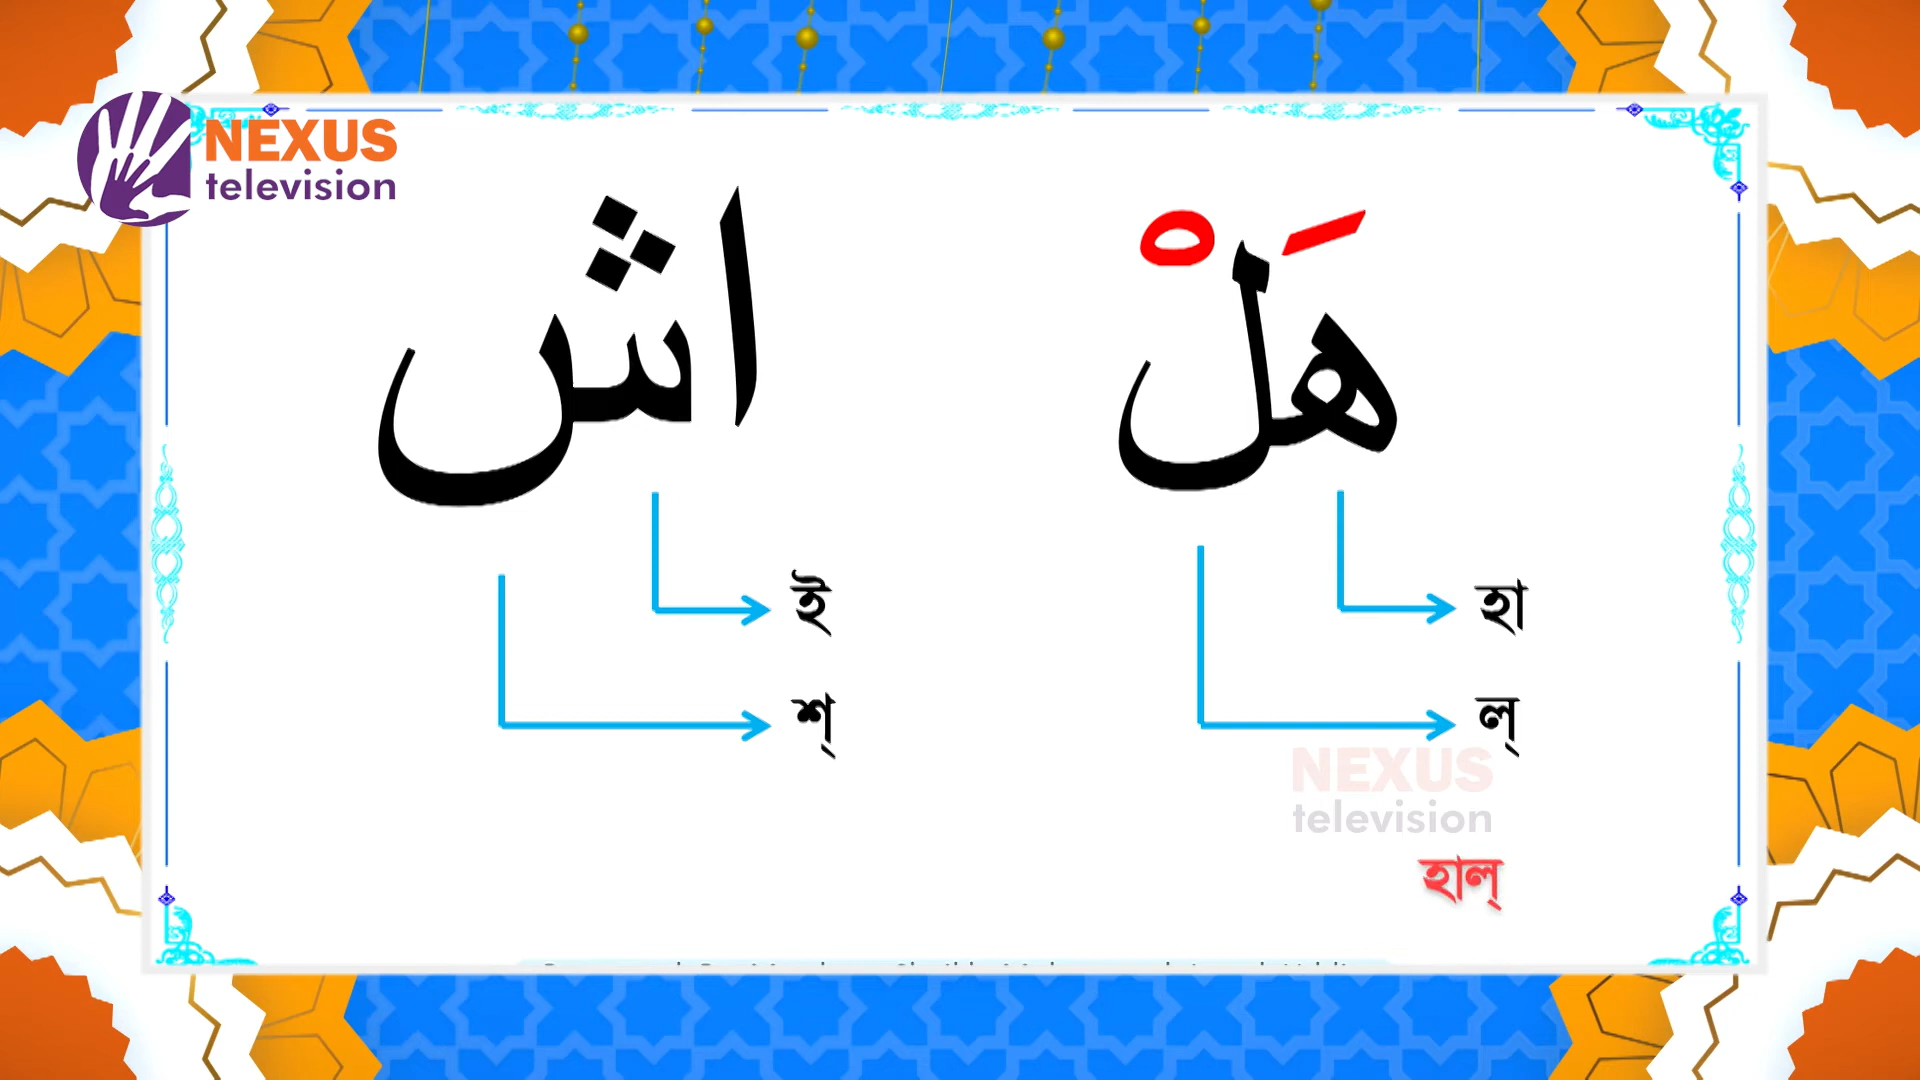 NEXUS
television
هَلْ اش
ই হা
শ্ ল্
NEXUS
television
হাল্